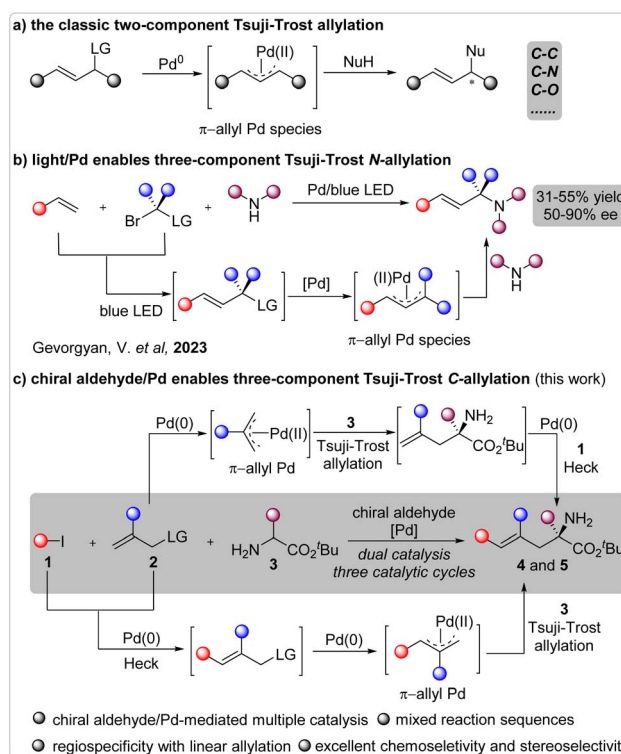 a) the classic two-component Tsuji-Trost allylation
LG
Pd⁰
Pd(II)
NuH
Nu
*
π−allyl Pd species
C-C
C-N
C-O
......
b) light/Pd enables three-component Tsuji-Trost N-allylation
+
Br
LG
+
N
H
Pd/blue LED
N
31-55% yield
50-90% ee
blue LED
LG
[Pd]
(II)Pd
π−allyl Pd species
N
H
Gevorgyan, V. et al, 2023
c) chiral aldehyde/Pd enables three-component Tsuji-Trost C-allylation (this work)
Pd(0)
Pd(II)
π−allyl Pd
3
Tsuji-Trost
allylation
NH₂
CO₂ᵗBu
Pd(0)
1
Heck
I
1
+
LG
2
+
H₂N
CO₂ᵗBu
3
chiral aldehyde
[Pd]
dual catalysis
three catalytic cycles
NH₂
CO₂ᵗBu
4 and 5
Pd(0)
Heck
LG
Pd(0)
Pd(II)
π−allyl Pd
3
Tsuji-Trost
allylation
chiral aldehyde/Pd-mediated multiple catalysis
mixed reaction sequences
regiospecificity with linear allylation
excellent chemoseletivity and stereoselectivit